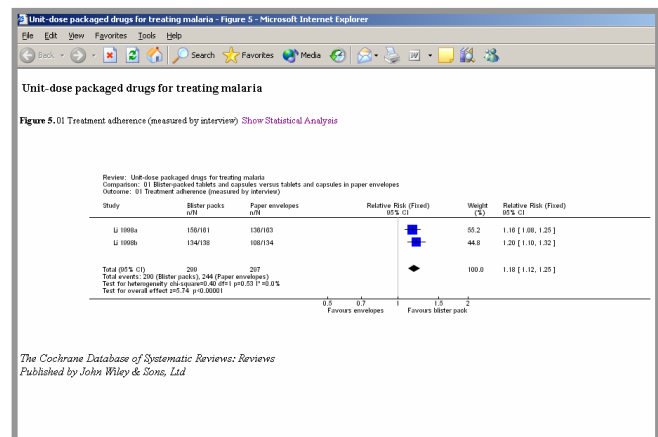 Unit-dose packaged drugs for treating malaria - Figure 5 - Microsoft Internet Explorer
File Edit View Favorites Tools Help
Back Search Favorites Media
Unit-dose packaged drugs for treating malaria
Figure 5. 01 Treatment adherence (measured by interview) Show Statistical Analysis
Review: Unit-dose packaged drugs for treating malaria
Comparison: 01 Blister-packed tablets and capsules versus tablets and capsules in paper envelopes
Outcome: 01 Treatment adherence (measured by interview)
Study Blister packs Paper envelopes Relative Risk (Fixed) Weight Relative Risk (Fixed)
n/N n/N 95% CI (%) 95% CI
Li 1998a 156/161 136/163 55.2 1.16 [ 1.08, 1.25 ]
Li 1998b 134/138 108/134 44.8 1.20 [ 1.10, 1.32 ]
Total (95% CI) 299 297 100.0 1.18 [ 1.12, 1.25 ]
Total events: 290 (Blister packs), 244 (Paper envelopes)
Test for heterogeneity chi-square=0.40 df=1 p=0.53 I² =0.0%
Test for overall effect z=5.74 p<0.00001
0.5 0.7 1 1.5 2
Favours envelopes Favours blister pack
The Cochrane Database of Systematic Reviews: Reviews
Published by John Wiley & Sons, Ltd